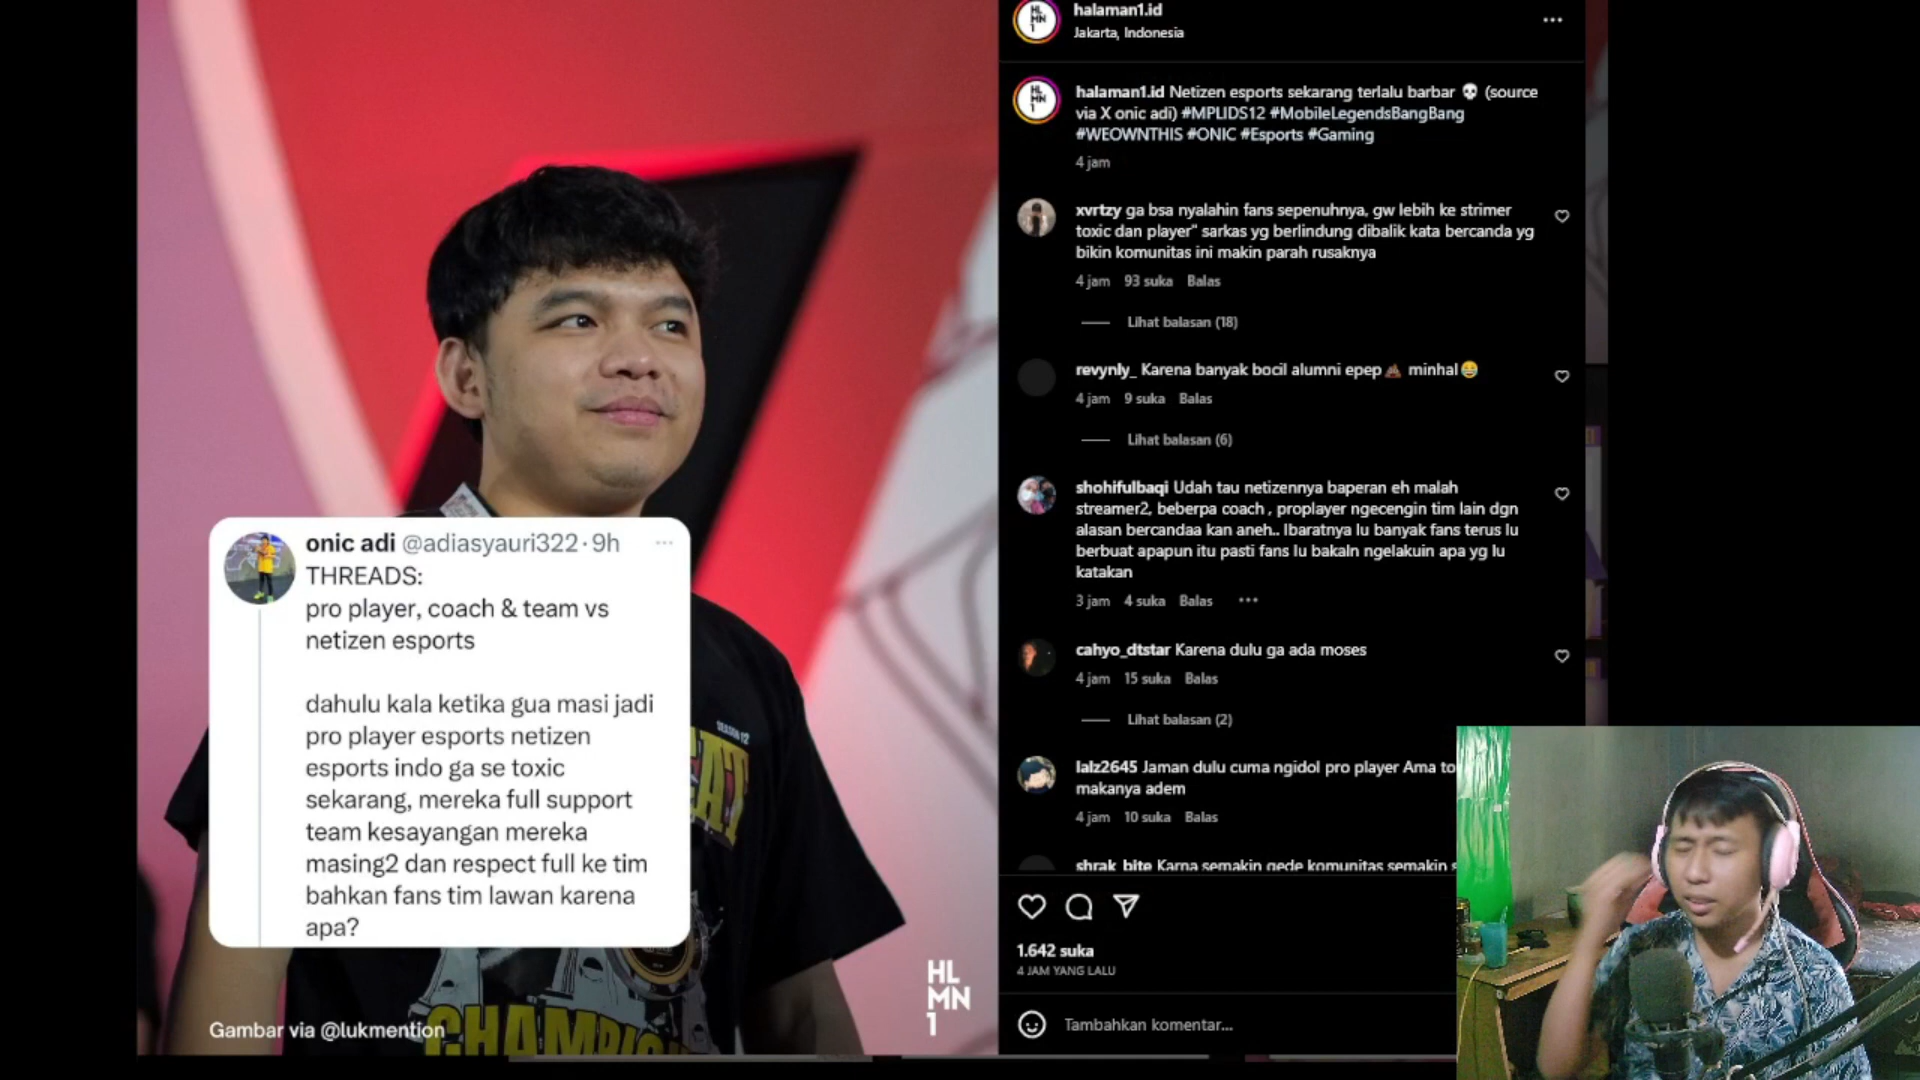 onic adi @adiasyauri322 · 9h
THREADS:
pro player, coach & team vs
netizen esports
dahulu kala ketika gua masi jadi
pro player esports netizen
esports indo ga se toxic
sekarang, mereka full support
team kesayangan mereka
masing2 dan respect full ke tim
bahkan fans tim lawan karena
apa?
SEASON 12
CHAMPIO
HL
MN
1
Gambar via @lukmention
halaman1.id
Jakarta, Indonesia
halaman1.id Netizen esports sekarang terlalu barbar 💀 (source
via X onic adi) #MPLIDS12 #MobileLegendsBangBang
#WEOWNTHIS #ONIC #Esports #Gaming
4 jam
xvrtzy ga bsa nyalahin fans sepenuhnya, gw lebih ke strimer
toxic dan player" sarkas yg berlindung dibalik kata bercanda yg
bikin komunitas ini makin parah rusaknya
4 jam 93 suka Balas
Lihat balasan (18)
revynly_ Karena banyak bocil alumni epep💩 minhal😂
4 jam 9 suka Balas
Lihat balasan (6)
shohifulbaqi Udah tau netizennya baperan eh malah
streamer2, beberpa coach , proplayer ngecengin tim lain dgn
alasan bercandaa kan aneh.. Ibaratnya lu banyak fans terus lu
berbuat apapun itu pasti fans lu bakaln ngelakuin apa yg lu
katakan
3 jam 4 suka Balas
cahyo_dtstar Karena dulu ga ada moses
4 jam 15 suka Balas
Lihat balasan (2)
lalz2645 Jaman dulu cuma ngidol pro player Ama to
makanya adem
4 jam 10 suka Balas
shrak_bite Karna semakin gede komunitas semakin s
1.642 suka
4 JAM YANG LALU
Tambahkan komentar...